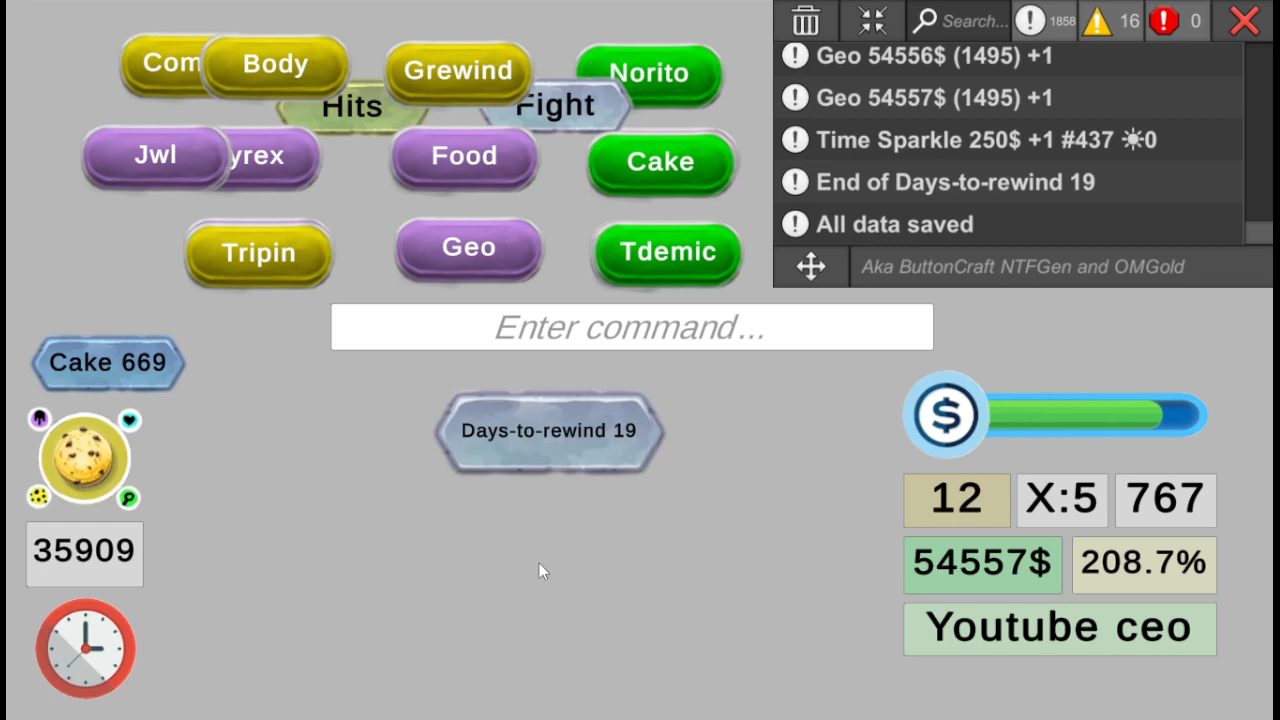 Com
Body
Grewind
Norito
Hits
Fight
Jwl
yrex
Food
Cake
Tripin
Geo
Tdemic
Search...
1858
16
0
Geo 54556$ (1495) +1
Geo 54557$ (1495) +1
Time Sparkle 250$ +1 #437 ☀0
End of Days-to-rewind 19
All data saved
Aka ButtonCraft NTFGen and OMGold
Enter command...
Cake 669
Days-to-rewind 19
$
35909
12
X:5
767
54557$
208.7%
Youtube ceo